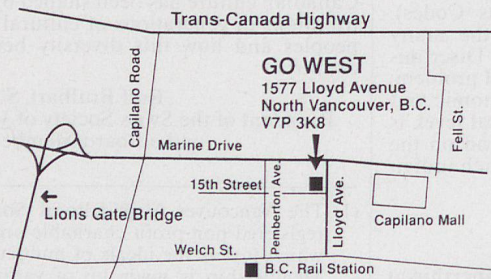 Trans-Canada Highway
Capilano Road
GO WEST
1577 Lloyd Avenue
North Vancouver, B.C.
V7P 3K8
Fell St.
Marine Drive
15th Street
Pemberton Ave.
Lloyd Ave.
Capilano Mall
Lions Gate Bridge
Welch St.
B.C. Rail Station